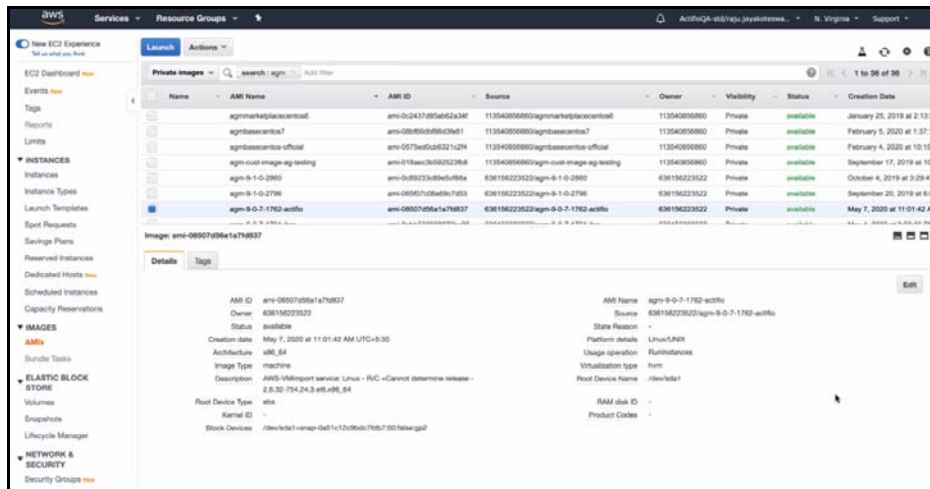 aws Services Resource Groups ActifioQA-std/raju.jayakoteswa... N. Virginia Support
New EC2 Experience
Tell us what you think
EC2 Dashboard New
Events New
Tags
Reports
Limits
INSTANCES
Instances
Instance Types
Launch Templates
Spot Requests
Savings Plans
Reserved Instances
Dedicated Hosts New
Scheduled Instances
Capacity Reservations
IMAGES
AMIs
Bundle Tasks
ELASTIC BLOCK
STORE
Volumes
Snapshots
Lifecycle Manager
NETWORK &
SECURITY
Security Groups New
Launch Actions
Private images search : agm Add filter 1 to 36 of 36
Name AMI Name AMI ID Source Owner Visibility Status Creation Date
agmmarketplacecentos6 113540856860/agmmarketplacecentos6 113540856860 Private available January 25, 2019 at 2:13:
agmbasecentos7 113540856860/agmbasecentos7 113540856860 Private available February 5, 2020 at 1:37:
agmbasecentos-official 113540856860/agmbasecentos-official 113540856860 Private available February 4, 2020 at 10:13
agm-cust-image-ag-testing 113540856860/agm-cust-image-ag-testing 113540856860 Private available September 17, 2019 at 10
agm-9-1-0-2860 636156223522/agm-9-1-0-2860 636156223522 Private available October 4, 2019 at 3:29:4
agm-9-1-0-2796 636156223522/agm-9-1-0-2796 636156223522 Private available September 20, 2019 at 6:
agm-9-0-7-1762-actifio ami-08507d56a1a7fd837 636156223522/agm-9-0-7-1762-actifio 636156223522 Private available May 7, 2020 at 11:01:42 A
Image: ami-08507d56a1a7fd837
Details Tags
Edit
AMI ID ami-08507d56a1a7fd837
Owner 636156223522
Status available
Creation date May 7, 2020 at 11:01:42 AM UTC+5:30
Architecture x86_64
Image Type machine
Description AWS-VMImport service: Linux - R/C =Cannot determine release -
2.6.32-754.24.3.el6.x86_64
Root Device Type ebs
Kernel ID -
Block Devices /dev/sda1=snap-0a51c12c9bdc7fdb7:50:false:gp2
AMI Name agm-9-0-7-1762-actifio
Source 636156223522/agm-9-0-7-1762-actifio
State Reason -
Platform details Linux/UNIX
Usage operation RunInstances
Virtualization type hvm
Root Device Name /dev/sda1
RAM disk ID -
Product Codes -